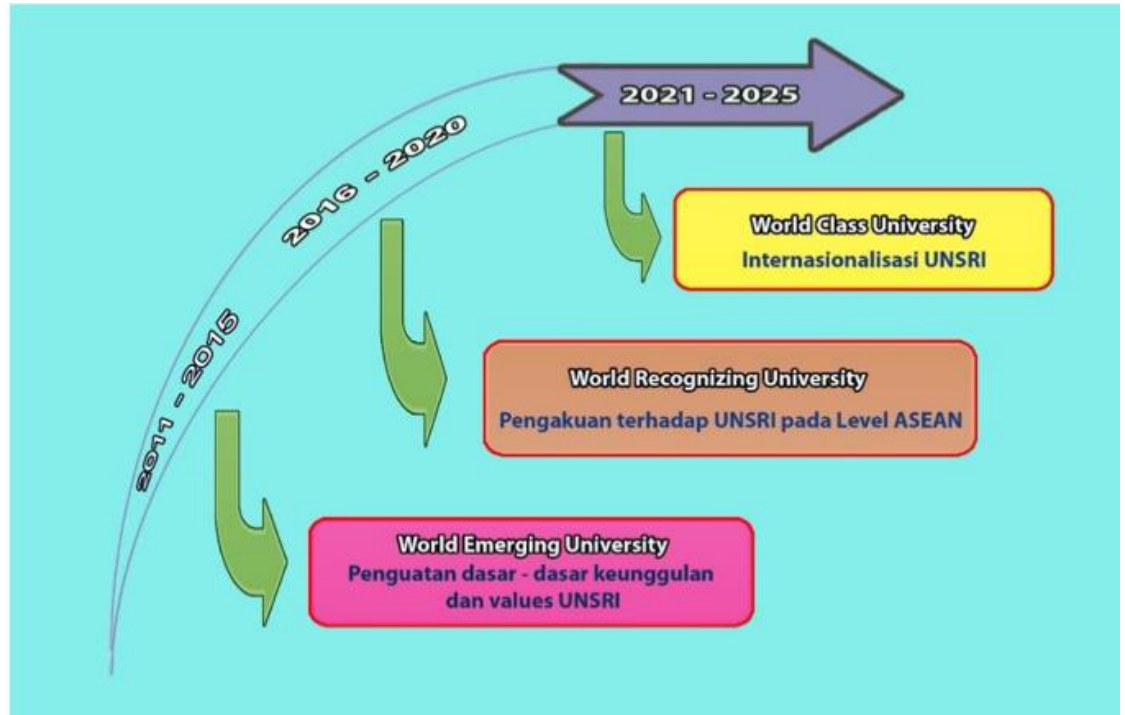 2021 - 2025
World Class University
Internasionalisasi UNSRI
2016 - 2020
World Recognizing University
Pengakuan terhadap UNSRI pada Level ASEAN
2011 - 2015
World Emerging University
Penguatan dasar - dasar keunggulan
dan values UNSRI